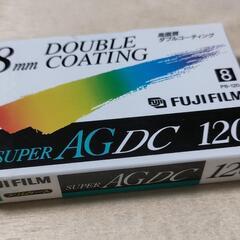 8mm DOUBLE
COATING
高画質
ダブルコーティング
8
P6-120
FUJIFILM
SUPER AG DC 120
FUJIFILM
SUPER AG DC 120